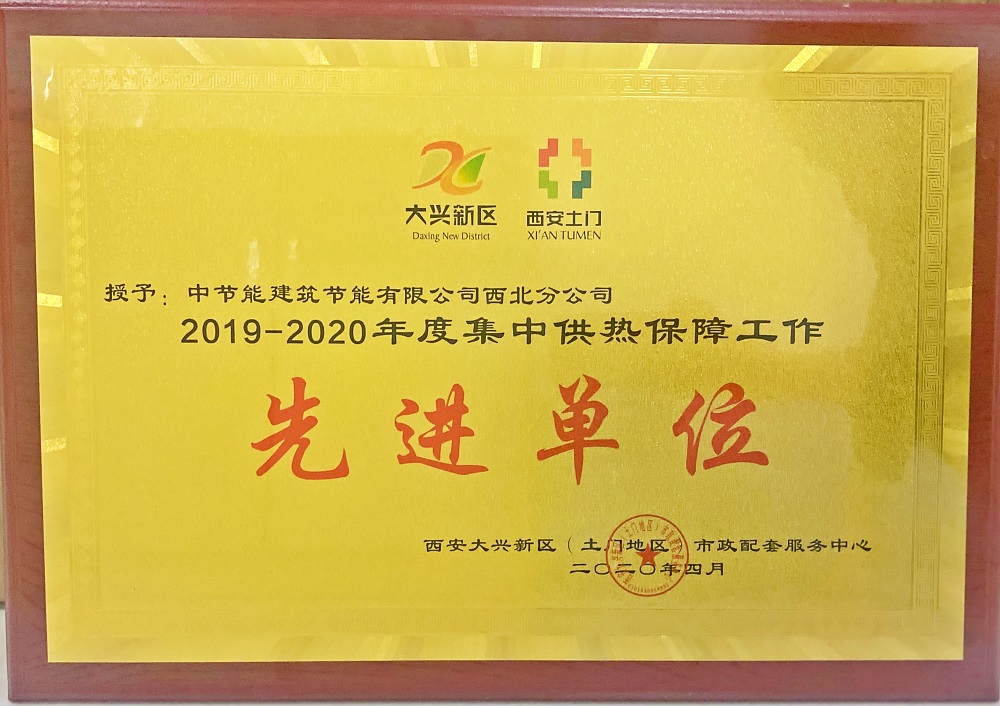 大兴新区 西安土门
Daxing New District XI'AN TUMEN
授予：中节能建筑节能有限公司西北分公司
2019-2020年度集中供热保障工作
先进单位
西安大兴新区（土门地区）市政配套服务中心
二〇二〇年四月